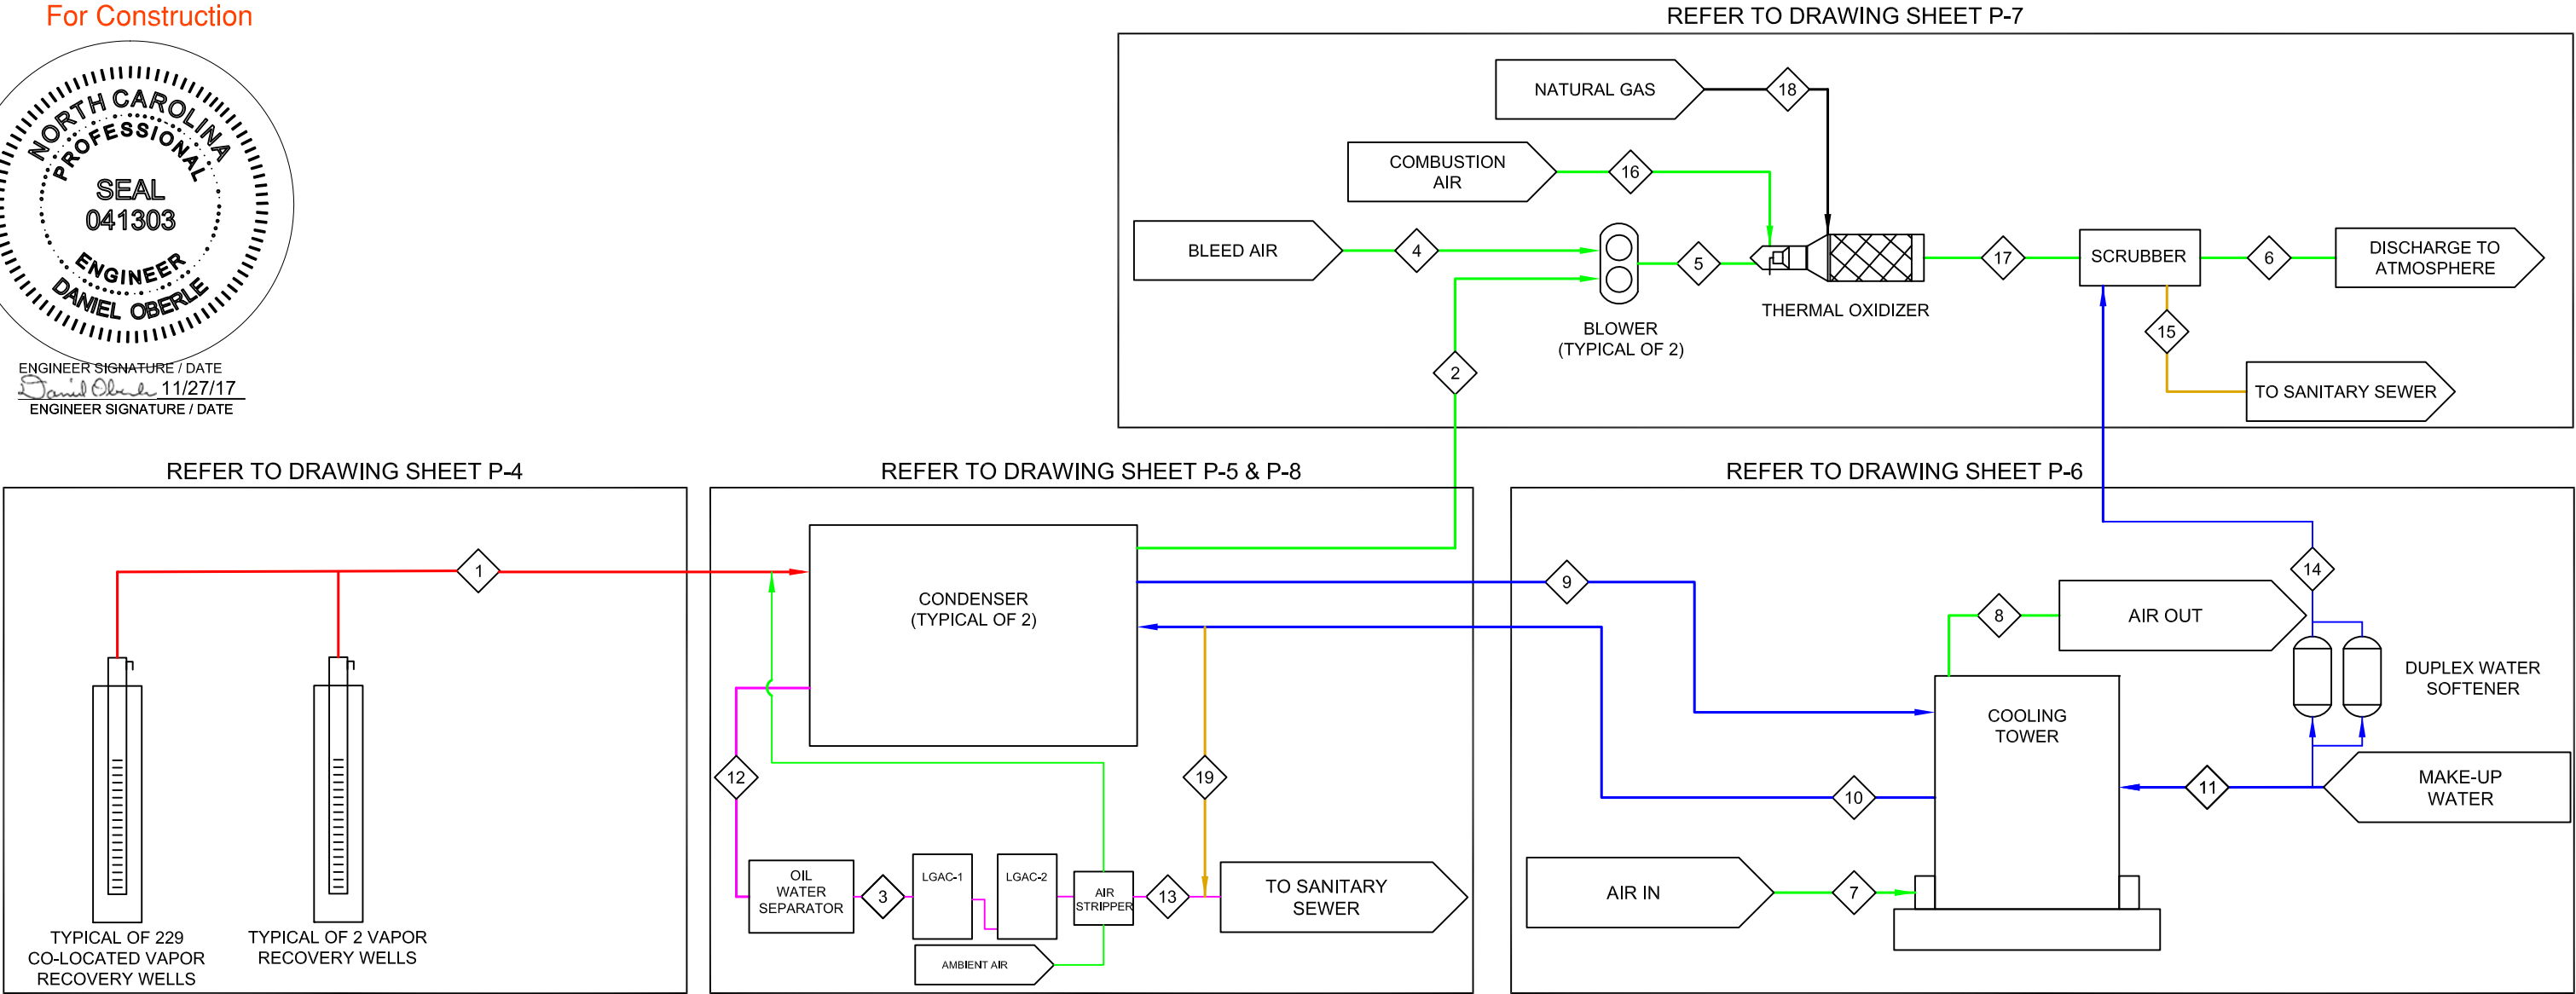 For Construction
NORTH CAROLINA
PROFESSIONAL
SEAL
041303
ENGINEER
DANIEL OBERLE
ENGINEER SIGNATURE / DATE
Daniel Oberle 11/27/17
ENGINEER SIGNATURE / DATE
REFER TO DRAWING SHEET P-7
NATURAL GAS
18
COMBUSTION
AIR
16
BLEED AIR
4
5
17
SCRUBBER
6
DISCHARGE TO
ATMOSPHERE
THERMAL OXIDIZER
BLOWER
(TYPICAL OF 2)
15
2
TO SANITARY SEWER
REFER TO DRAWING SHEET P-4
1
TYPICAL OF 229
CO-LOCATED VAPOR
RECOVERY WELLS
TYPICAL OF 2 VAPOR
RECOVERY WELLS
REFER TO DRAWING SHEET P-5 & P-8
CONDENSER
(TYPICAL OF 2)
12
19
OIL
WATER
SEPARATOR
3
LGAC-1
LGAC-2
AIR
STRIPPER
13
TO SANITARY
SEWER
AMBIENT AIR
REFER TO DRAWING SHEET P-6
9
14
8
AIR OUT
DUPLEX WATER
SOFTENER
COOLING
TOWER
10
11
MAKE-UP
WATER
AIR IN
7